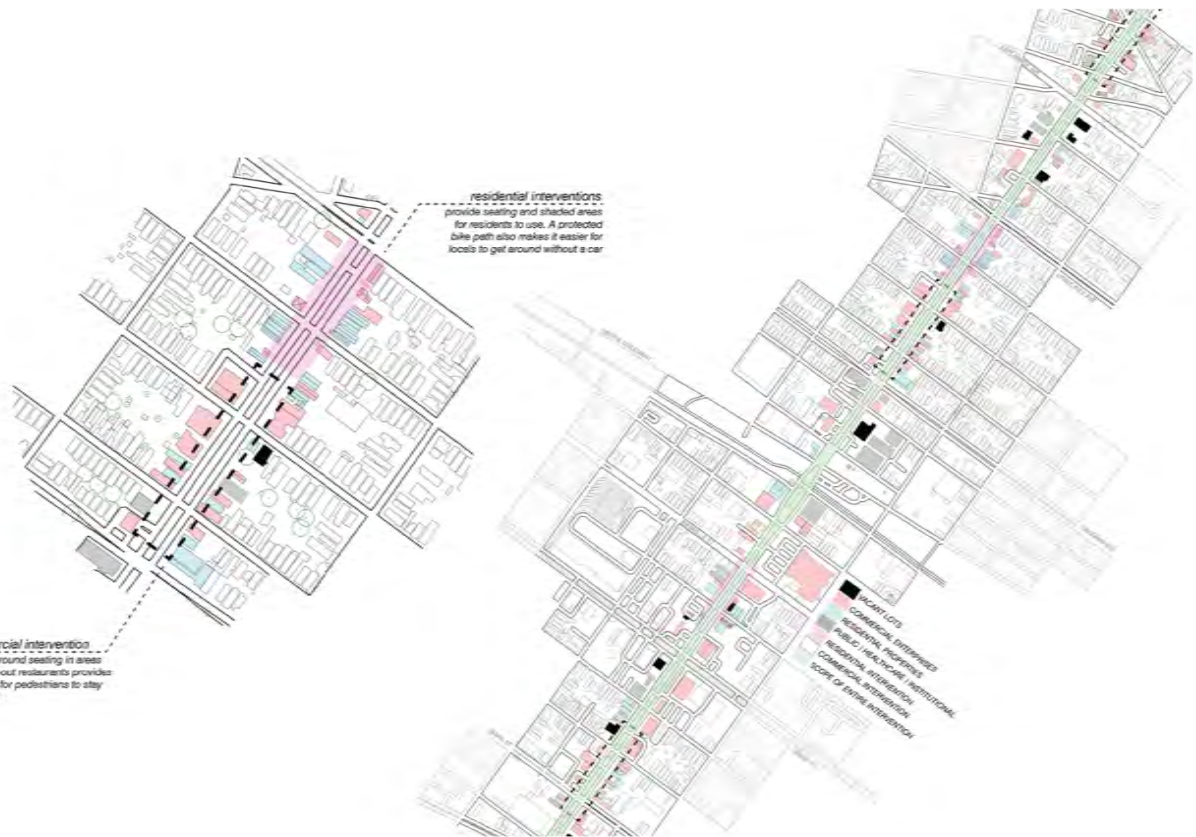 residential interventions
provide seating and shaded areas
for residents to use. A protected
bike path also makes it easier for
locals to get around without a car
rcial intervention
round seating in areas
out restaurants provides
for pedestrians to stay
VACANT LOTS
COMMERCIAL ENTERPRISES
RESIDENTIAL PROPERTIES
PUBLIC | HEALTHCARE | INSTITUTIONAL
RESIDENTIAL INTERVENTION
COMMERCIAL INTERVENTION
SCOPE OF ENTIRE INTERVENTION